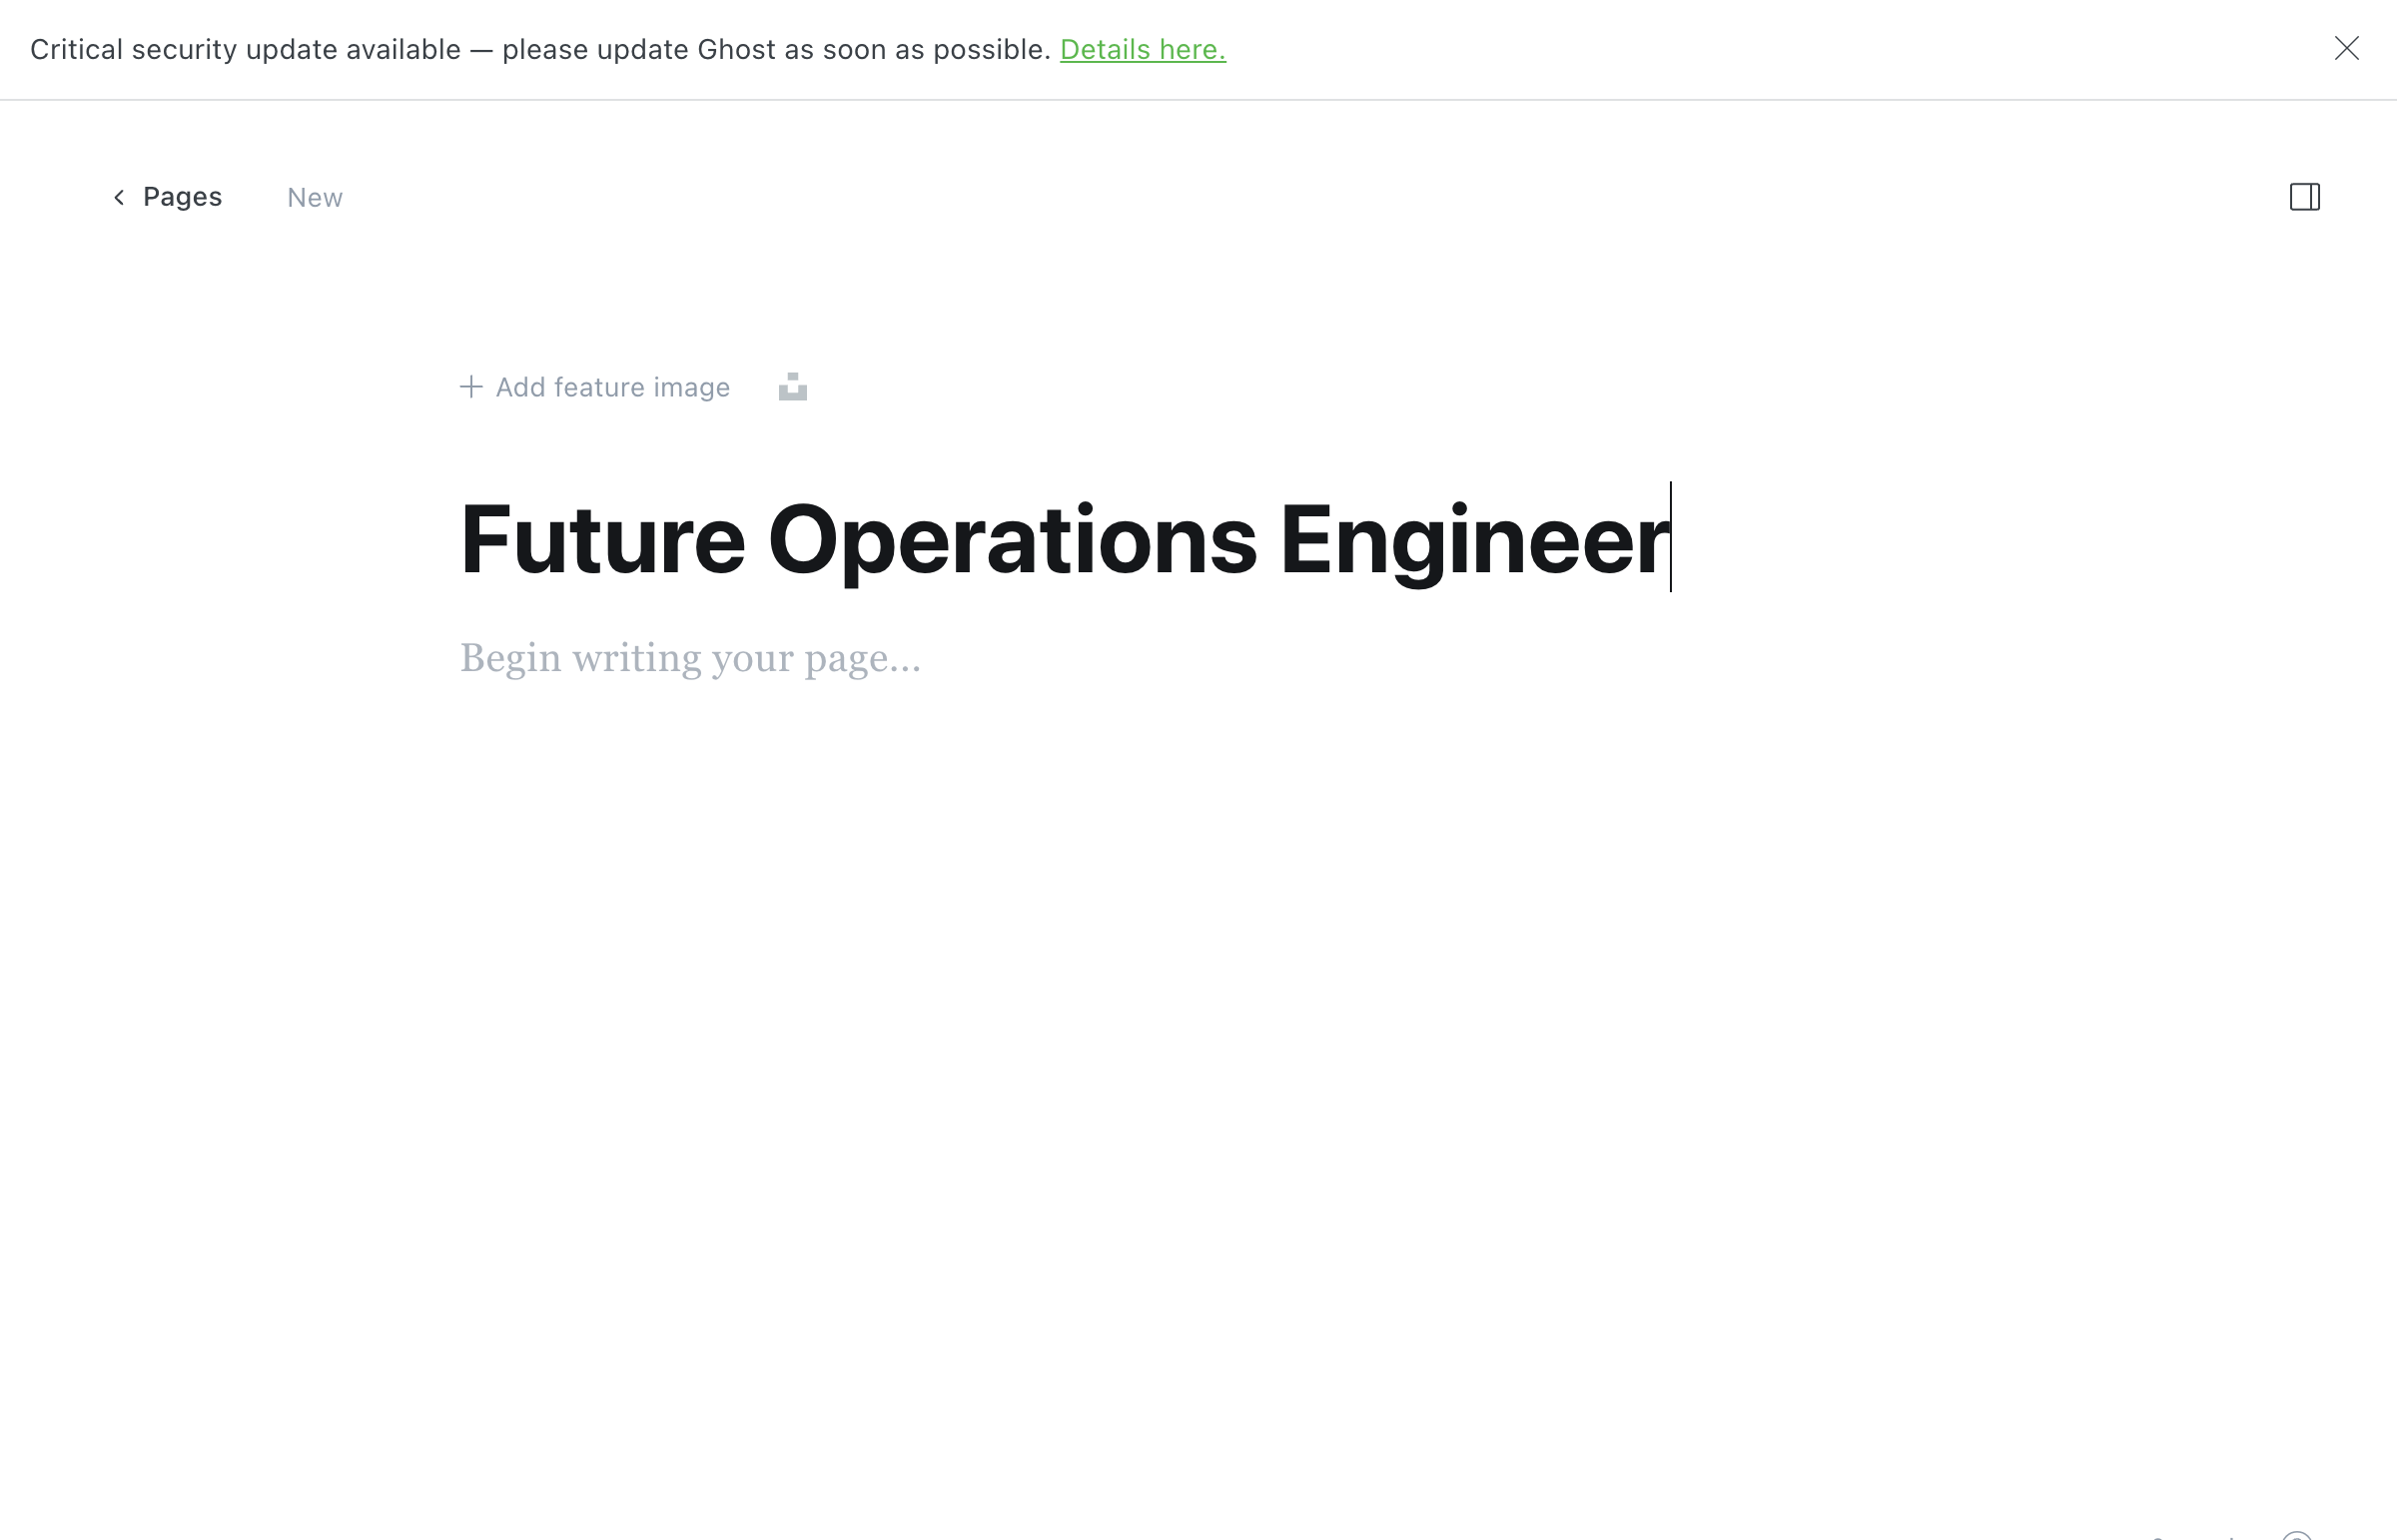 Critical security update available — please update Ghost as soon as possible. Details here.
Pages New
Add feature image
Future Operations Engineer
Begin writing your page...